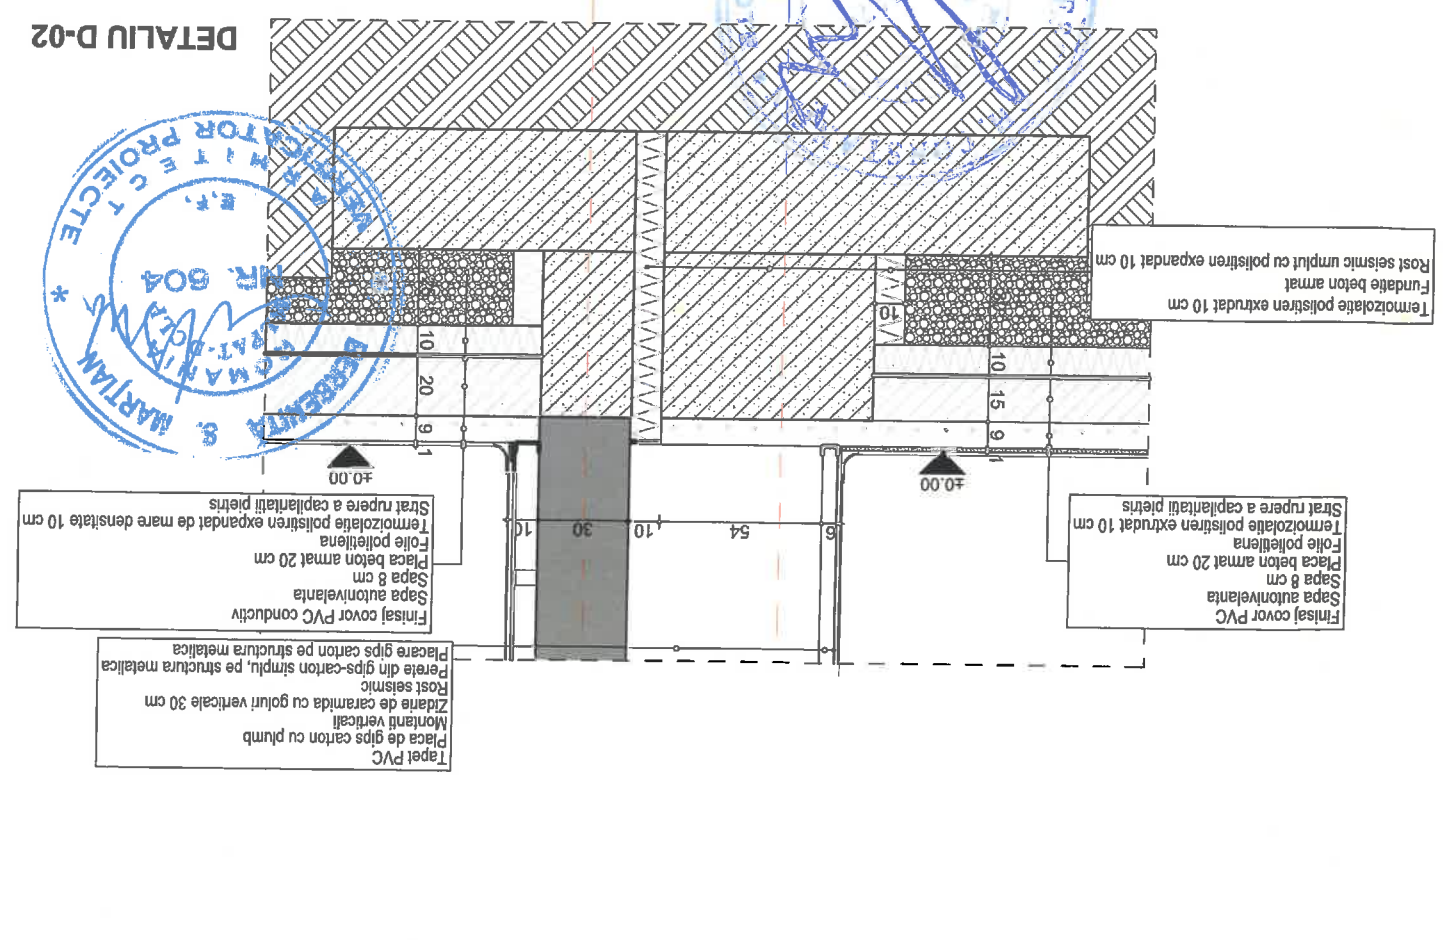 Tapet PVC
Placa de gips carton cu plumb
Montanti verticali
Zidarie de caramida cu goluri verticale 30 cm
Rost seismic
Perete din gips-carton simplu, pe structura metalica
Placare gips carton pe structura metalica
Finisaj covor PVC
Sapa autonivelanta
Sapa 8 cm
Placa beton armat 20 cm
Folie polietilena
Termoizolatie polistiren extrudat 10 cm
Strat rupere a capilaritatii pietris
Finisaj covor PVC conductiv
Sapa autonivelanta
Sapa 8 cm
Placa beton armat 20 cm
Folie polietilena
Termoizolatie polistiren expandat de mare densitate 10 cm
Strat rupere a capilaritatii pietris
6 54 10 30 10
±0.00
±0.00
1
9
15
10
1
9
20
10
10
Termoizolatie polistiren extrudat 10 cm
Fundatie beton armat
Rost seismic umplut cu polistiren expandat 10 cm
BERBENITA S. MARTJAN
ROMANIA
NR. 604
VERIFICATOR PROIECTE
DETALIU D-02